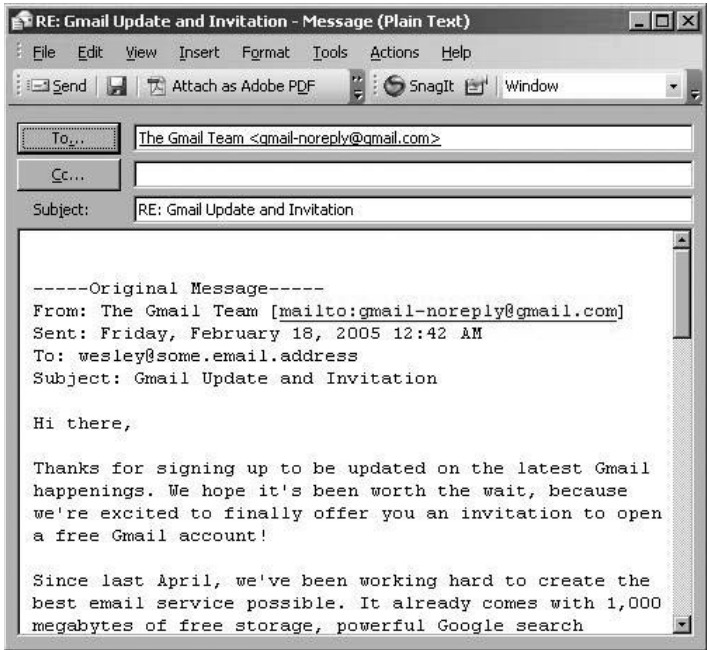 RE: Gmail Update and Invitation - Message (Plain Text)
File Edit View Insert Format Tools Actions Help
Send Attach as Adobe PDF SnagIt Window
To... The Gmail Team <gmail-noreply@gmail.com>
Cc...
Subject: RE: Gmail Update and Invitation
-----Original Message-----
From: The Gmail Team [mailto:gmail-noreply@gmail.com]
Sent: Friday, February 18, 2005 12:42 AM
To: wesley@some.email.address
Subject: Gmail Update and Invitation
Hi there,
Thanks for signing up to be updated on the latest Gmail
happenings. We hope it's been worth the wait, because
we're excited to finally offer you an invitation to open
a free Gmail account!
Since last April, we've been working hard to create the
best email service possible. It already comes with 1,000
megabytes of free storage, powerful Google search